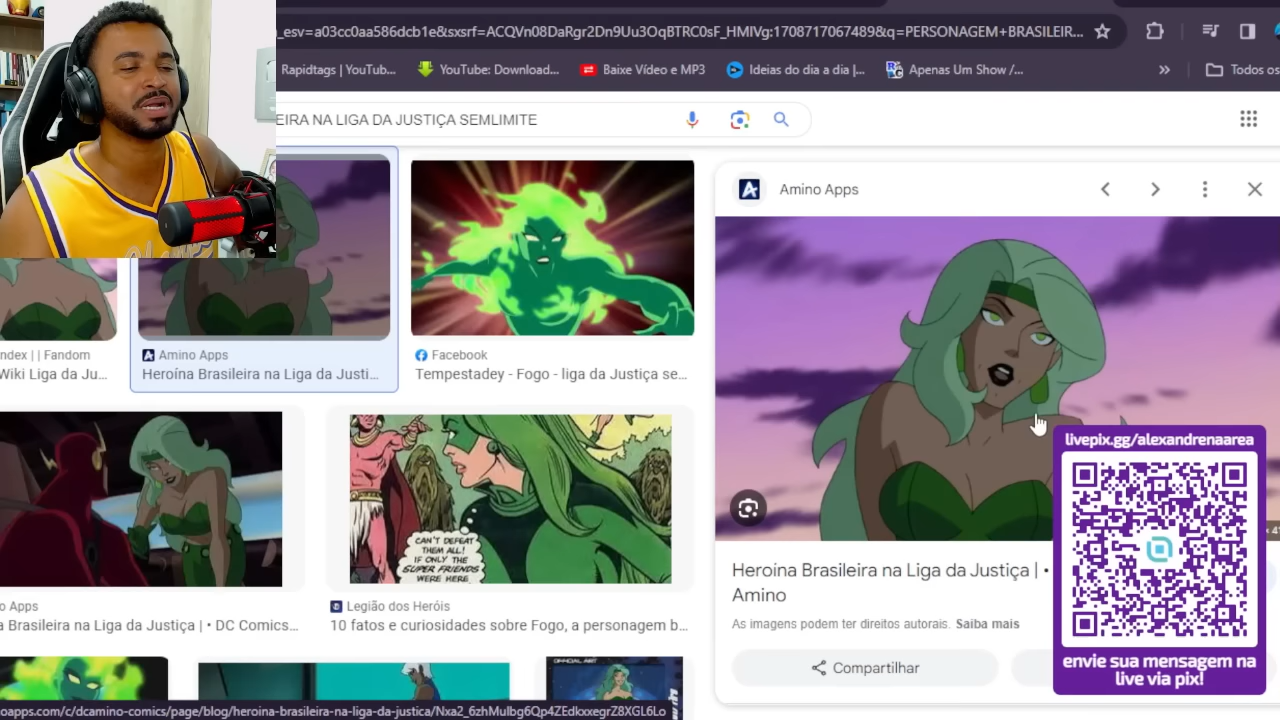 _esv=a03cc0aa586dcb1e&sxsrf=ACQVn08DaRgr2Dn9Uu3OqBTRC0sF_HMIVg:1708717067489&q=PERSONAGEM+BRASILEIR...
Rapidtags | YouTub...
YouTube: Download...
Baixe Vídeo e MP3
Ideias do dia a dia |...
Apenas Um Show /...
»
Todos os
EIRA NA LIGA DA JUSTIÇA SEMLIMITE
Amino Apps
ndex | | Fandom
Wiki Liga da Ju...
Amino Apps
Heroína Brasileira na Liga da Justi...
Facebook
Tempestadey - Fogo - liga da Justiça se...
livepix.gg/alexandrenaarea
CAN'T DEFEAT
THEM ALL!
IF ONLY THE
SUPER FRIENDS
WERE HERE
Heroína Brasileira na Liga da Justiça | •
Amino
o Apps
a Brasileira na Liga da Justiça | • DC Comics...
Legião dos Heróis
10 fatos e curiosidades sobre Fogo, a personagem b...
As imagens podem ter direitos autorais. Saiba mais
Compartilhar
envie sua mensagem na
live via pix!
OFFICIAL ART
oapps.com/c/dcamino-comics/page/blog/heroina-brasileira-na-liga-da-justica/Nxa2_6zhMulbg6Qp4ZEdkxxegrZ8XGL6Lo